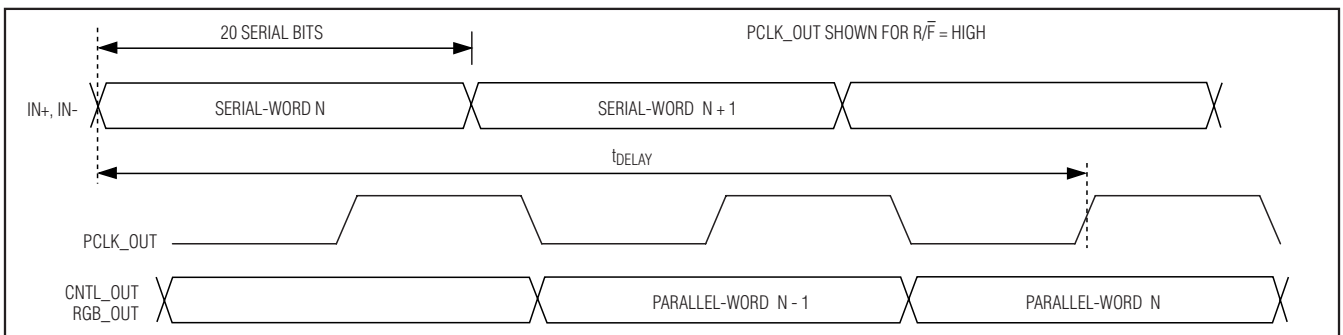 20 SERIAL BITS
PCLK_OUT SHOWN FOR R/F̅ = HIGH
IN+, IN-
SERIAL-WORD N
SERIAL-WORD N + 1
tDELAY
PCLK_OUT
CNTL_OUT
RGB_OUT
PARALLEL-WORD N - 1
PARALLEL-WORD N